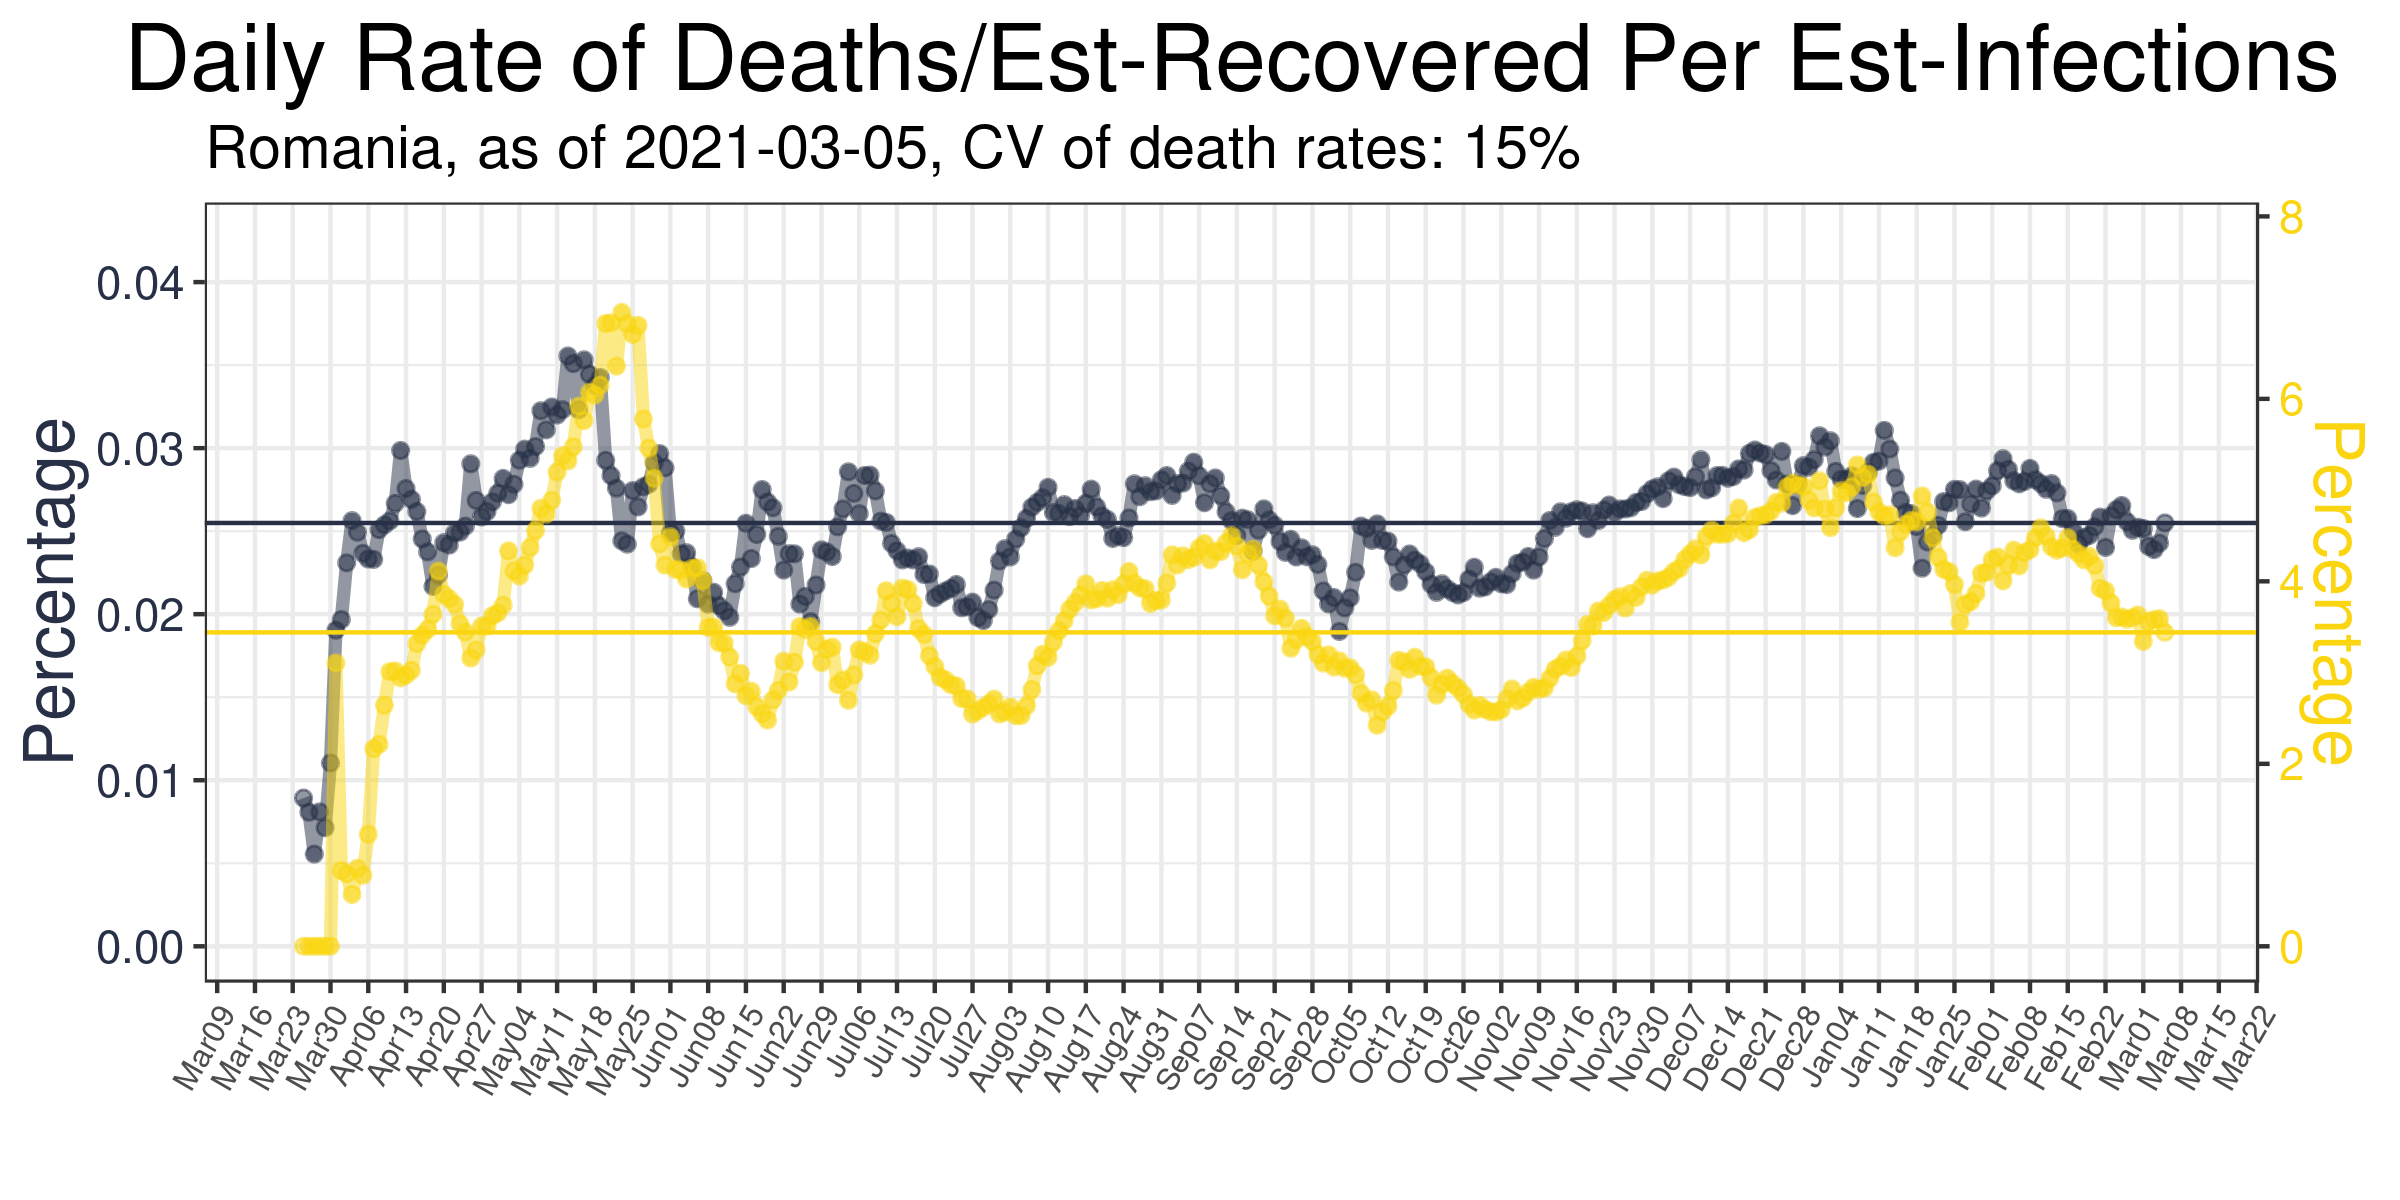 Daily Rate of Deaths/Est-Recovered Per Est-Infections
Romania, as of 2021-03-05, CV of death rates: 15%
Percentage
0.04
0.03
0.02
0.01
0.00
8
6
4
2
0
Percentage
Mar09
Mar16
Mar23
Mar30
Apr06
Apr13
Apr20
Apr27
May04
May11
May18
May25
Jun01
Jun08
Jun15
Jun22
Jun29
Jul06
Jul13
Jul20
Jul27
Aug03
Aug10
Aug17
Aug24
Aug31
Sep07
Sep14
Sep21
Sep28
Oct05
Oct12
Oct19
Oct26
Nov02
Nov09
Nov16
Nov23
Nov30
Dec07
Dec14
Dec21
Dec28
Dec04
Jan11
Jan18
Jan25
Feb01
Feb08
Feb15
Feb22
Mar01
Mar08
Mar15
Mar22